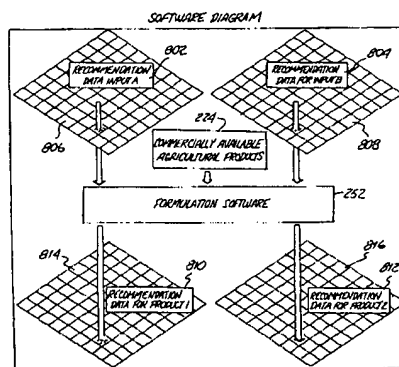 SOFTWARE DIAGRAM
802
804
RECOMMENDATION
DATA INPUT A
RECOMMENDATION
DATA FOR INPUT B
224
806
808
COMMERCIALLY AVAILABLE
AGRICULTURAL PRODUCTS
252
FORMULATION SOFTWARE
814
816
810
812
RECOMMENDATION
DATA FOR PRODUCT 1
RECOMMENDATION
DATA FOR PRODUCT 2